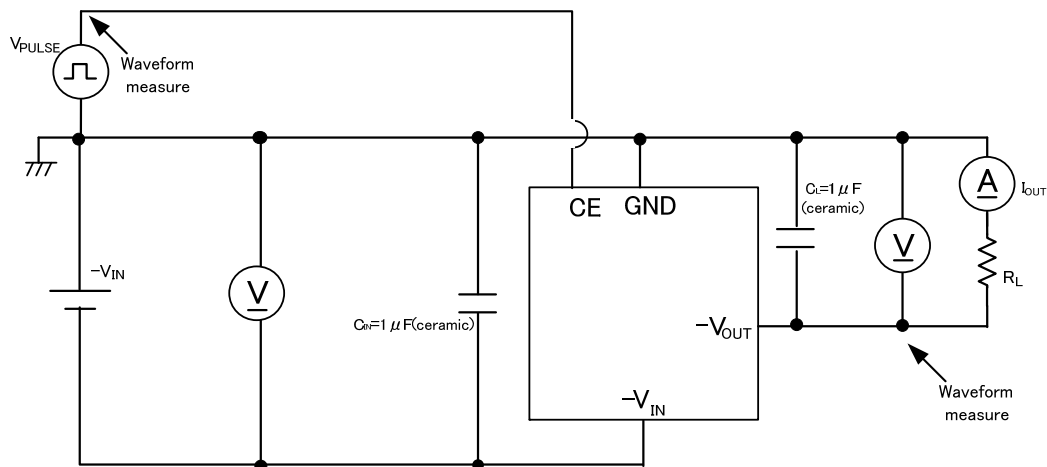 VPULSE
Waveform
measure
CE GND
CL=1μF
(ceramic)
A
IOUT
-VIN
V
CIN=1μF(ceramic)
V
RL
-VOUT
-VIN
Waveform
measure